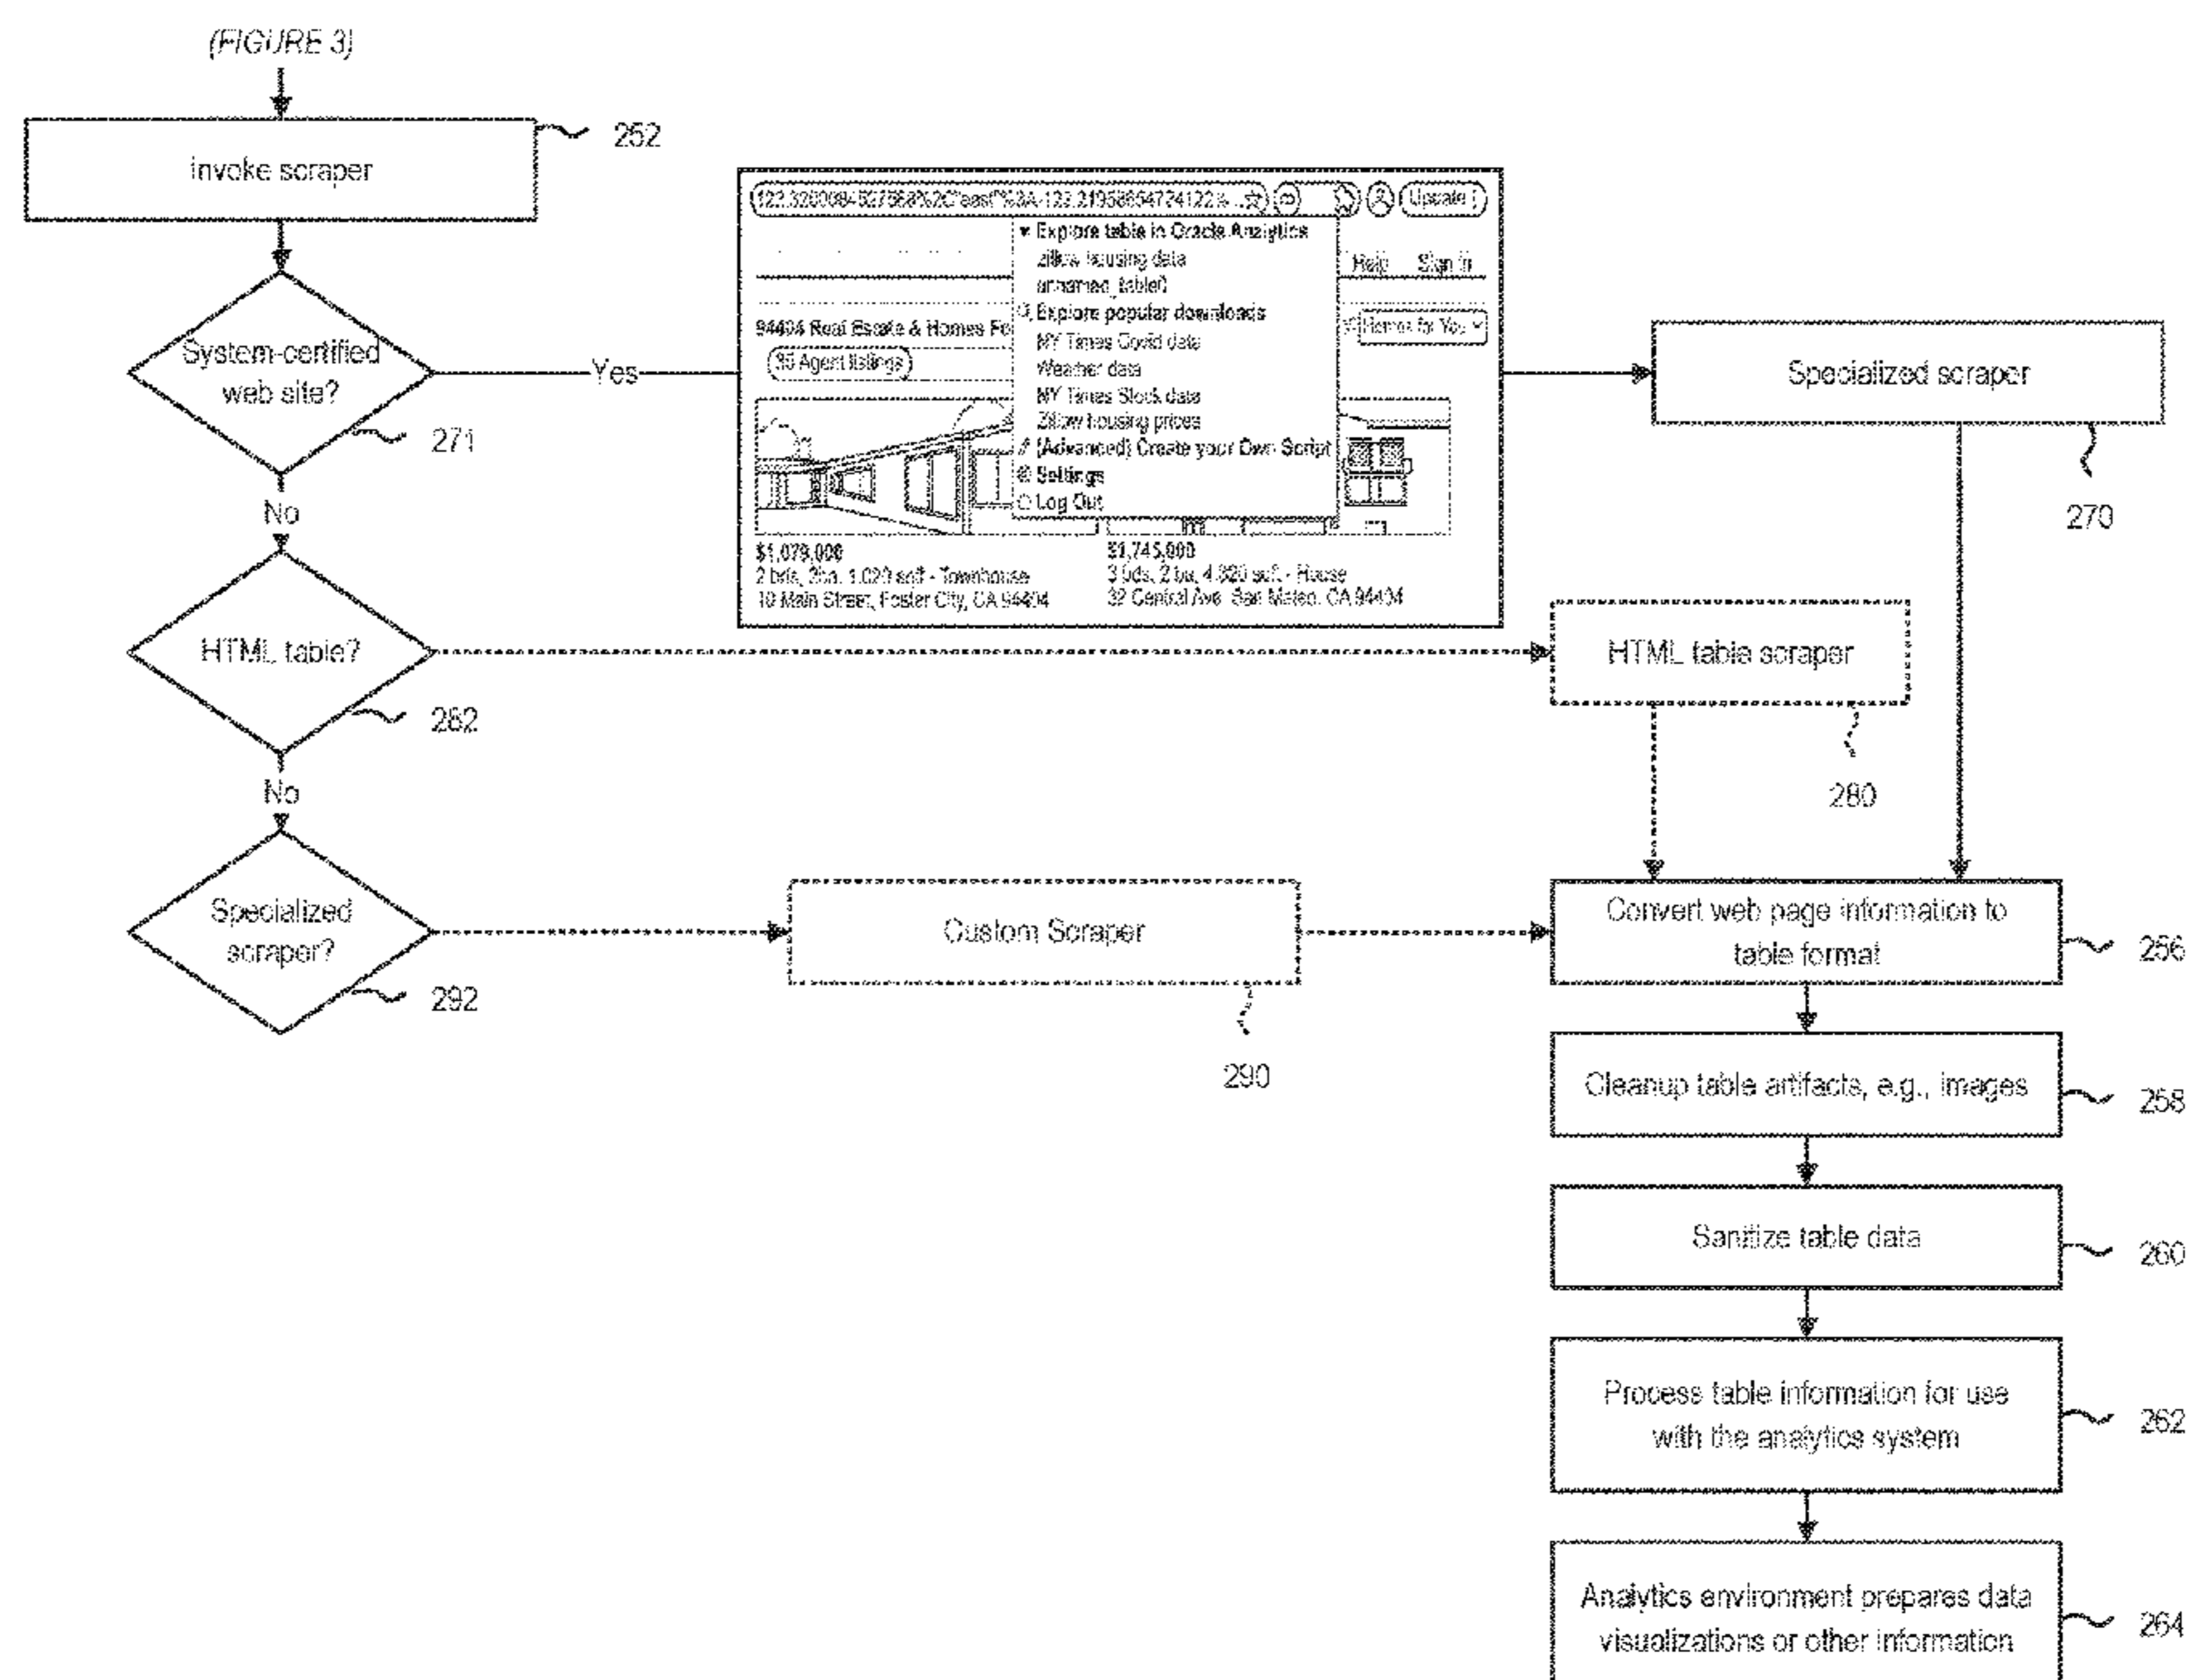 (FIGURE 3)
Invoke scraper
252
System-certified
web site?
271
Yes
No
Update
▾ Explore table in Oracle Analytics
zillow housing data
unnamed_table0
Explore popular downloads
NY Times Covid data
Weather data
NY Times Stock data
Zillow housing prices
(Advanced) Create your Own Script
Settings
Log Out
Help Sign In
94404 Real Estate & Homes Fo
Homes for You
35 Agent listings
$1,079,000
2 bds, 2ba, 1,020 sqft - Townhouse
10 Main Street, Foster City, CA 94404
$1,745,000
3 bds, 2 ba, sqft - House
32 Central Ave San Mateo, CA 94404
Specialized scraper
270
HTML table?
282
No
HTML table scraper
280
Specialized
scraper?
292
Custom Scraper
290
Convert web page information to
table format
256
Cleanup table artifacts, e.g., images
258
Sanitize table data
260
Process table information for use
with the analytics system
262
Analytics environment prepares data
visualizations or other information
264